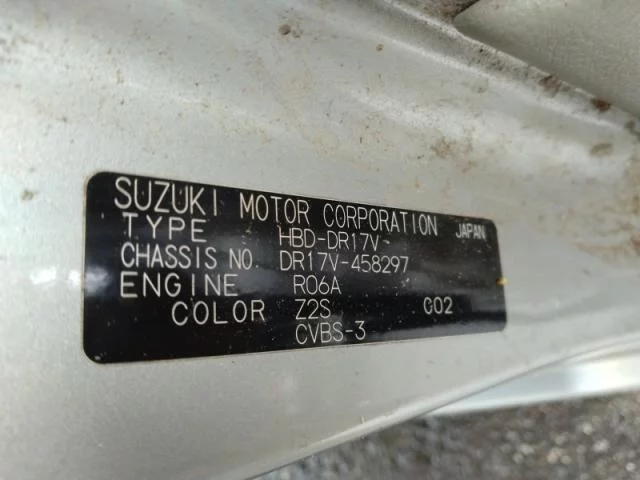 SUZUKI MOTOR CORPORATION JAPAN
TYPE HBD-DR17V
CHASSIS NO. DR17V-458297
ENGINE R06A
COLOR Z2S C02
CVBS-3